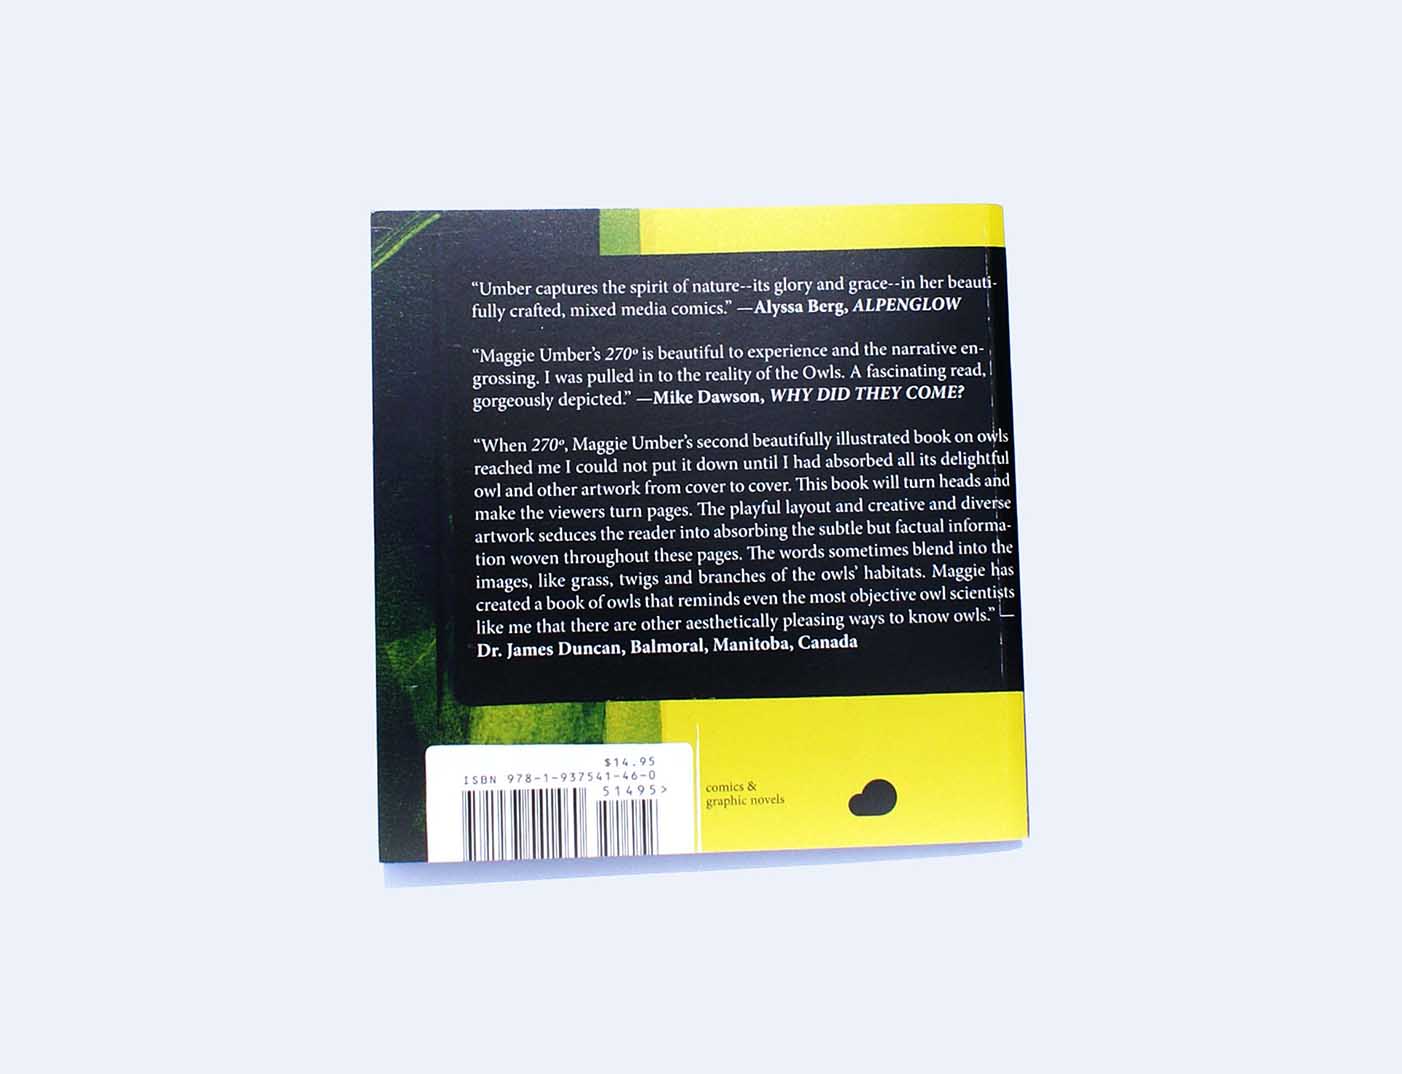 “Umber captures the spirit of nature--its glory and grace--in her beauti-
fully crafted, mixed media comics.” —Alyssa Berg, ALPENGLOW
“Maggie Umber’s 270º is beautiful to experience and the narrative en-
grossing. I was pulled in to the reality of the Owls. A fascinating read,
gorgeously depicted.” —Mike Dawson, WHY DID THEY COME?
“When 270º, Maggie Umber’s second beautifully illustrated book on owls
reached me I could not put it down until I had absorbed all its delightful
owl and other artwork from cover to cover. This book will turn heads and
make the viewers turn pages. The playful layout and creative and diverse
artwork seduces the reader into absorbing the subtle but factual informa-
tion woven throughout these pages. The words sometimes blend into the
images, like grass, twigs and branches of the owls’ habitats. Maggie has
created a book of owls that reminds even the most objective owl scientists
like me that there are other aesthetically pleasing ways to know owls.” —
Dr. James Duncan, Balmoral, Manitoba, Canada
$14.95
ISBN 978-1-937541-46-0
51495>
comics &
graphic novels